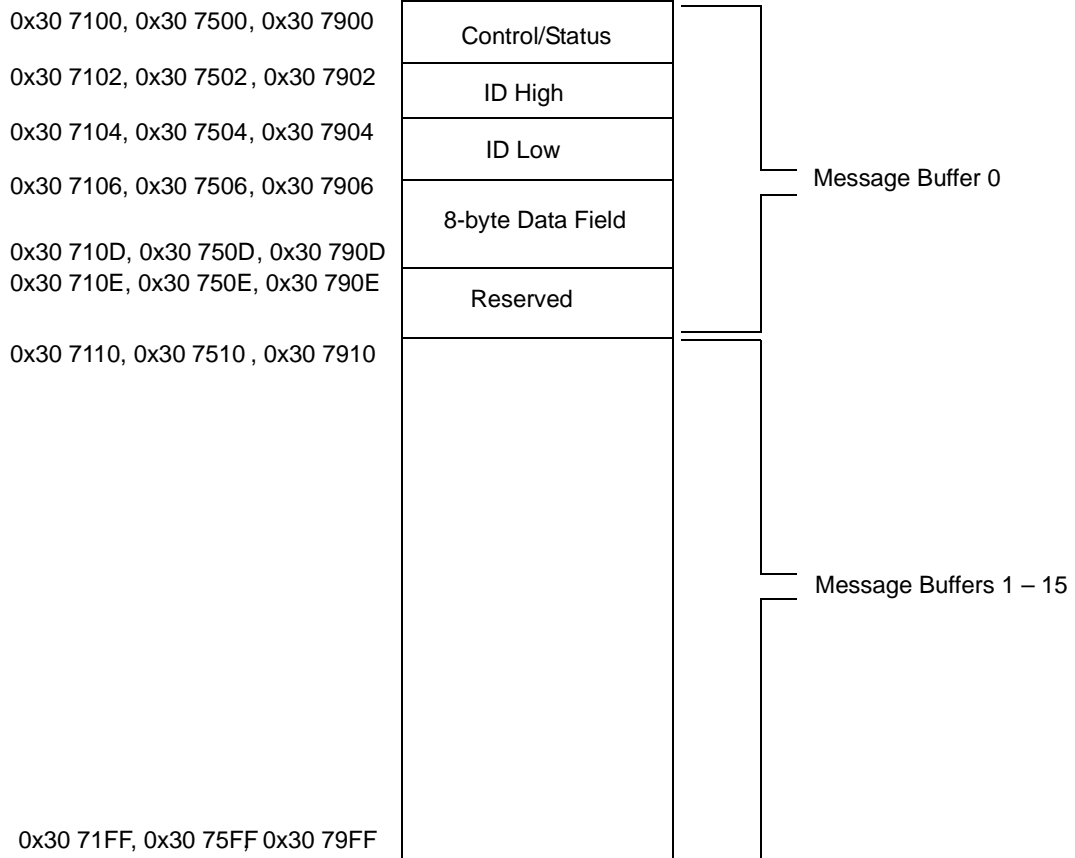 0x30 7100, 0x30 7500, 0x30 7900
Control/Status
0x30 7102, 0x30 7502 , 0x30 7902
ID High
0x30 7104, 0x30 7504, 0x30 7904
ID Low
0x30 7106, 0x30 7506, 0x30 7906
Message Buffer 0
8-byte Data Field
0x30 710D, 0x30 750D, 0x30 790D
0x30 710E, 0x30 750E, 0x30 790E
Reserved
0x30 7110, 0x30 7510 , 0x30 7910
Message Buffers 1 – 15
0x30 71FF, 0x30 75FF, 0x30 79FF